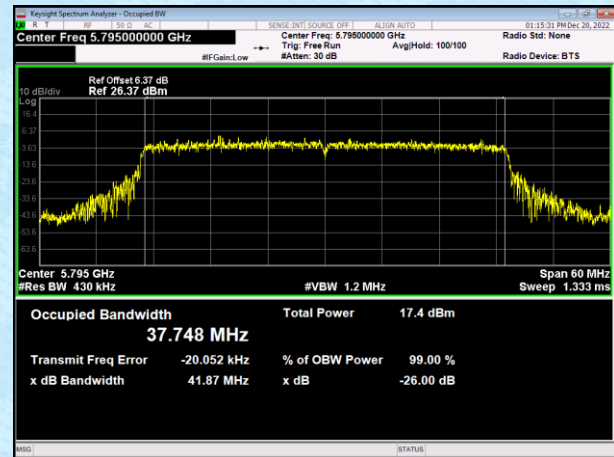 Keysight Spectrum Analyzer - Occupied BW
R T RF 50 Ω AC SENSE:INT SOURCE OFF ALIGN AUTO 01:15:31 PM Dec 20, 2022
Center Freq 5.795000000 GHz Center Freq: 5.795000000 GHz Radio Std: None
Trig: Free Run Avg|Hold: 100/100
#IFGain:Low #Atten: 30 dB Radio Device: BTS
Ref Offset 6.37 dB
10 dB/div Ref 26.37 dBm
Log
16.4
6.37
-3.63
-13.6
-23.6
-33.6
-43.6
-53.6
-63.6
Center 5.795 GHz Span 60 MHz
#Res BW 430 kHz #VBW 1.2 MHz Sweep 1.333 ms
Occupied Bandwidth Total Power 17.4 dBm
37.748 MHz
Transmit Freq Error -20.052 kHz % of OBW Power 99.00 %
x dB Bandwidth 41.87 MHz x dB -26.00 dB
MSG STATUS